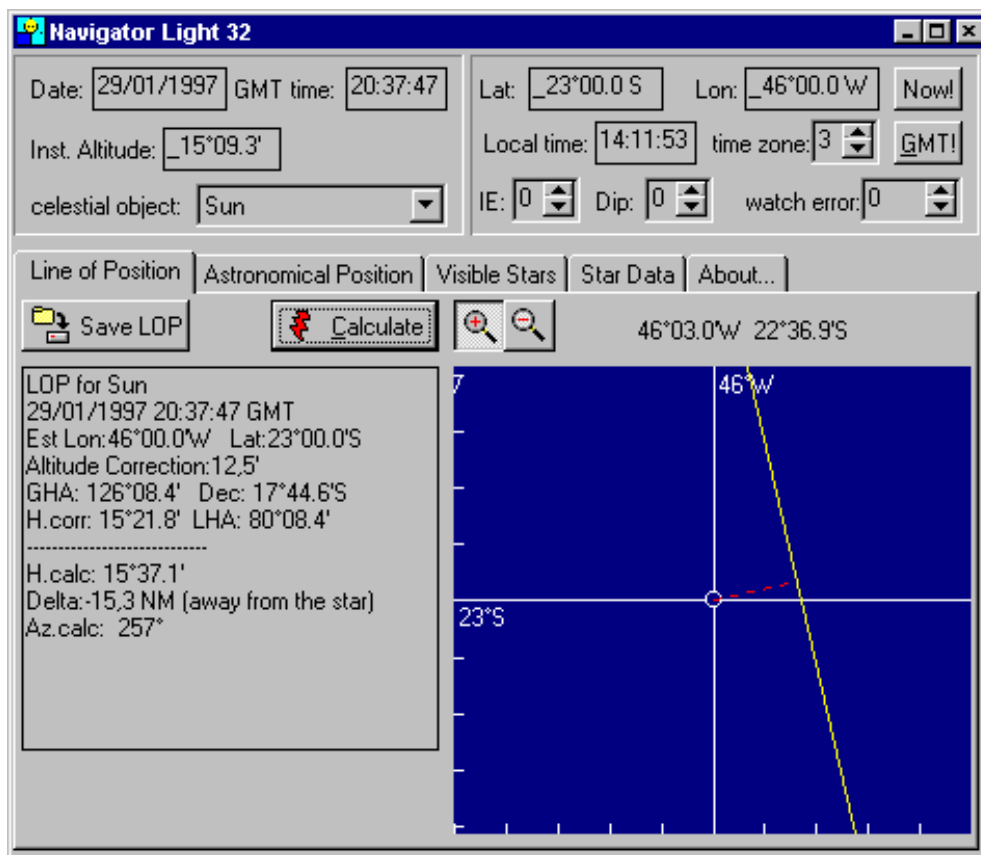 Navigator Light 32
Date: 29/01/1997 GMT time: 20:37:47
Inst. Altitude: _15°09.3'
celestial object: Sun
Lat: _23°00.0 S Lon: _46°00.0 W Now!
Local time: 14:11:53 time zone: 3 GMT!
IE: 0 Dip: 0 watch error: 0
Line of Position Astronomical Position Visible Stars Star Data About...
Save LOP Calculate 46°03.0'W 22°36.9'S
LOP for Sun
29/01/1997 20:37:47 GMT
Est Lon:46°00.0'W Lat:23°00.0'S
Altitude Correction:12,5'
GHA: 126°08.4' Dec: 17°44.6'S
H.corr: 15°21.8' LHA: 80°08.4'
----------------------------
H.calc: 15°37.1'
Delta:-15,3 NM (away from the star)
Az.calc: 257°
7 46°W
23°S